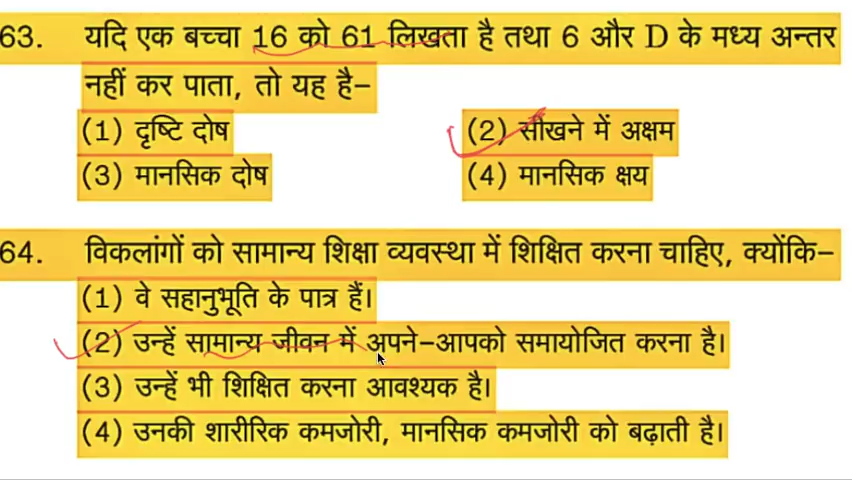 63. यदि एक बच्चा 16 को 61 लिखता है तथा 6 और D के मध्य अन्तर
नहीं कर पाता, तो यह है–
(1) दृष्टि दोष (2) सीखने में अक्षम
(3) मानसिक दोष (4) मानसिक क्षय
64. विकलांगों को सामान्य शिक्षा व्यवस्था में शिक्षित करना चाहिए, क्योंकि–
(1) वे सहानुभूति के पात्र हैं।
(2) उन्हें सामान्य जीवन में अपने–आपको समायोजित करना है।
(3) उन्हें भी शिक्षित करना आवश्यक है।
(4) उनकी शारीरिक कमजोरी, मानसिक कमजोरी को बढ़ाती है।